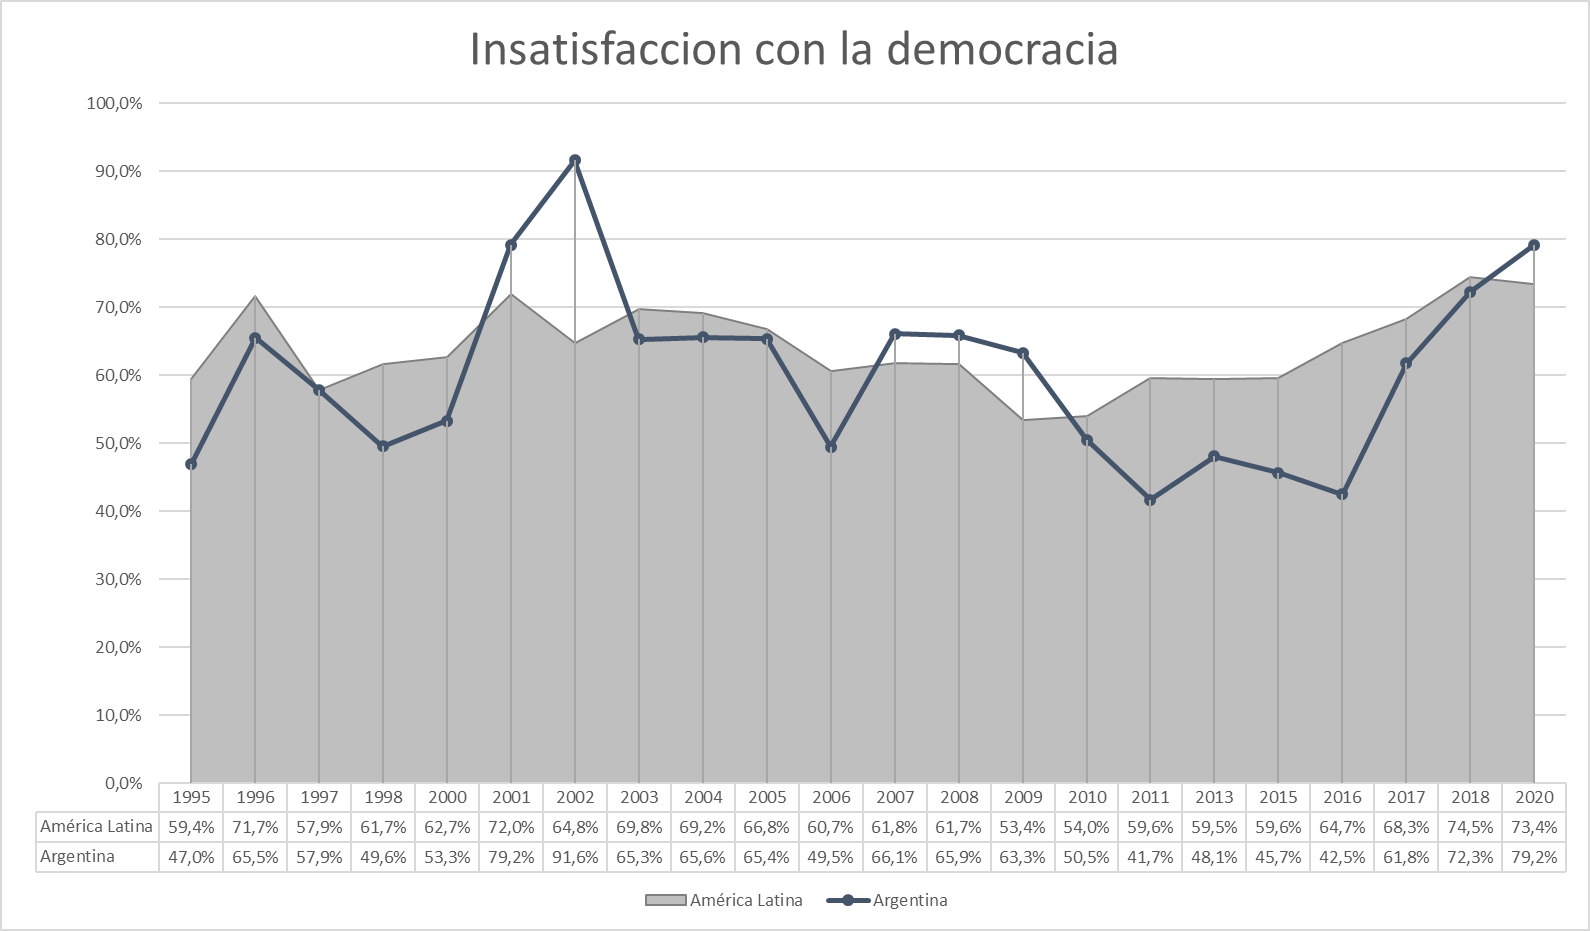 Insatisfaccion con la democracia
100,0%
90,0%
80,0%
70,0%
60,0%
50,0%
40,0%
30,0%
20,0%
10,0%
0,0%
1995 1996 1997 1998 2000 2001 2002 2003 2004 2005 2006 2007 2008 2009 2010 2011 2013 2015 2016 2017 2018 2020
América Latina 59,4% 71,7% 57,9% 61,7% 62,7% 72,0% 64,8% 69,8% 69,2% 66,8% 60,7% 61,8% 61,7% 53,4% 54,0% 59,6% 59,5% 59,6% 64,7% 68,3% 74,5% 73,4%
Argentina 47,0% 65,5% 57,9% 49,6% 53,3% 79,2% 91,6% 65,3% 65,6% 65,4% 49,5% 66,1% 65,9% 63,3% 50,5% 41,7% 48,1% 45,7% 42,5% 61,8% 72,3% 79,2%
América Latina Argentina